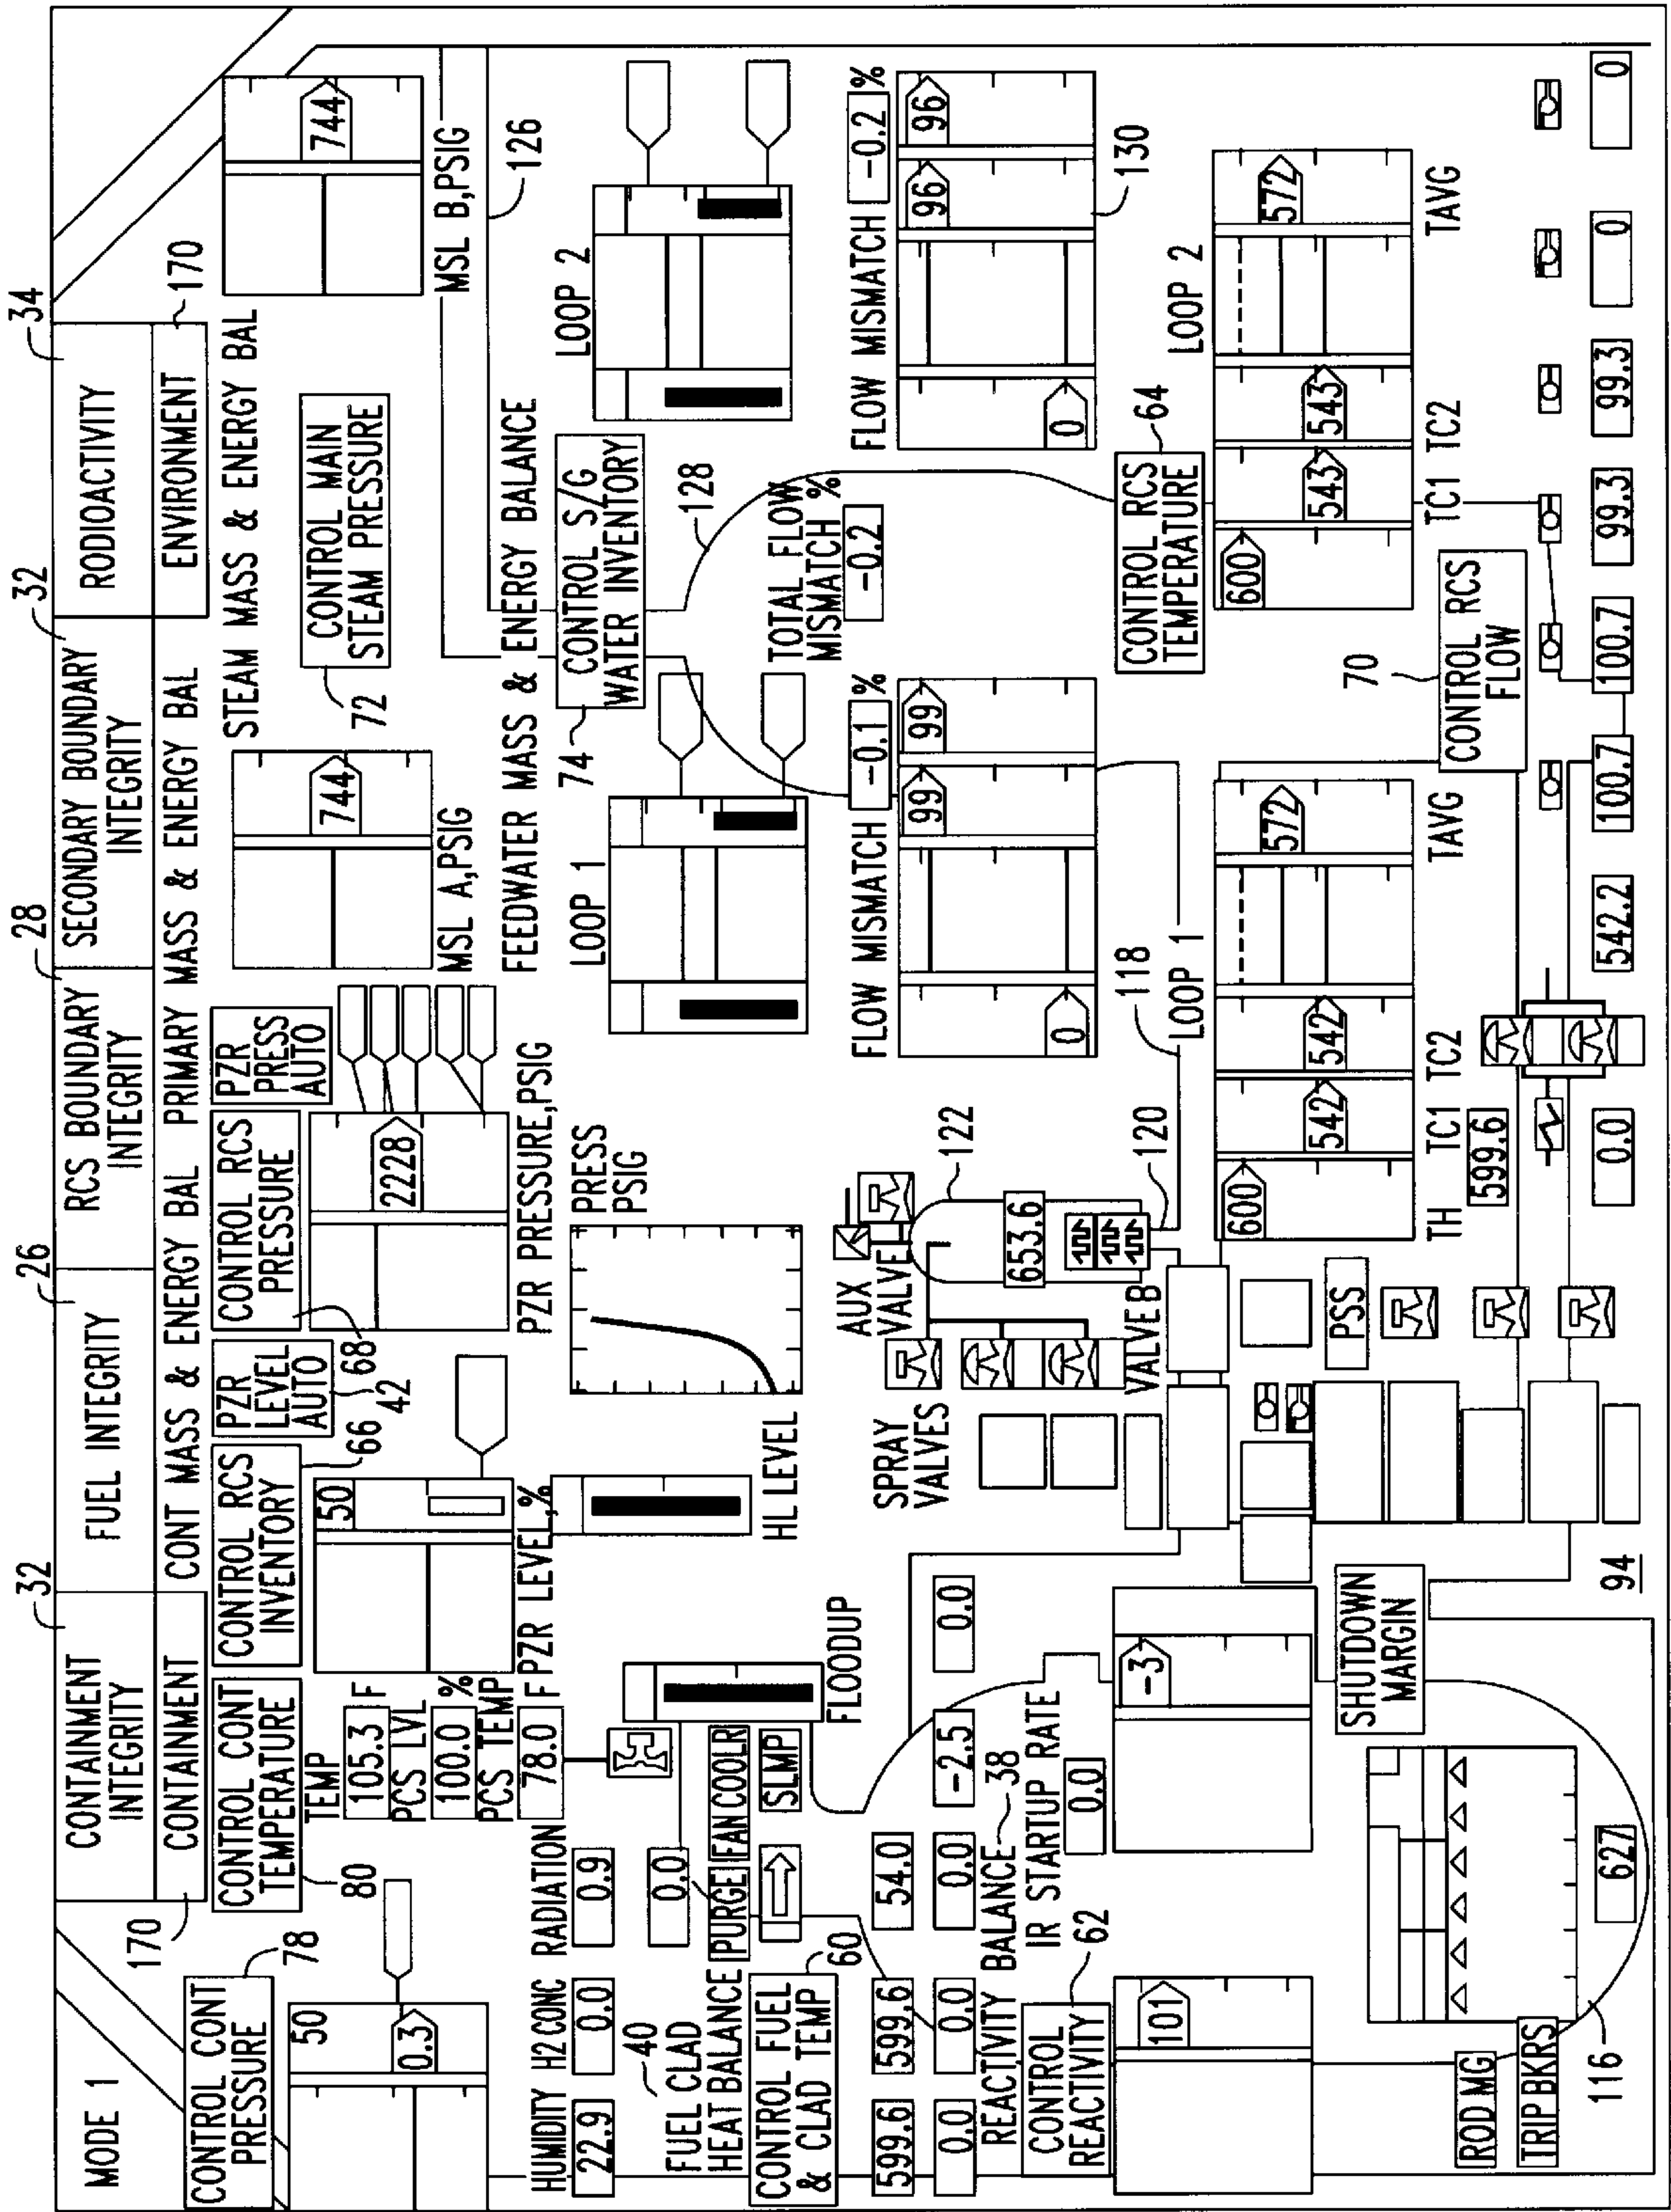 MODE 1
32
26
28
32
34
CONTAINMENT
INTEGRITY
FUEL INTEGRITY
RCS BOUNDARY
INTEGRITY
SECONDARY BOUNDARY
INTEGRITY
RODIOACTIVITY
170
CONTAINMENT
CONT MASS & ENERGY BAL
PRIMARY MASS & ENERGY BAL
ENVIRONMENT
170
CONTROL CONT
PRESSURE
78
CONTROL CONT
TEMPERATURE
80
CONTROL RCS
INVENTORY
66
PZR
LEVEL
AUTO
42
CONTROL RCS
PRESSURE
68
PZR
PRESS
AUTO
STEAM MASS & ENERGY BAL
50
0.3
TEMP
105.3 F
PCS LVL
100.0 %
PCS TEMP
78.0 F
50
PZR LEVEL,%
2228
PZR PRESSURE,PSIG
744
MSL A,PSIG
72
CONTROL MAIN
STEAM PRESSURE
744
MSL B,PSIG
126
HUMIDITY
22.9
H2 CONC
0.0
RADIATION
0.9
0.0
HL LEVEL
PRESS
PSIG
FEEDWATER MASS & ENERGY BALANCE
LOOP 1
74
CONTROL S/G
WATER INVENTORY
LOOP 2
40
FUEL CLAD
HEAT BALANCE
PURGE
FAN COOLR
SLMP
FLOODUP
CONTROL FUEL
& CLAD TEMP
60
SPRAY
VALVES
AUX
VALVE
122
653.6
120
VALVE B
128
TOTAL FLOW
MISMATCH %
-0.2
FLOW MISMATCH -0.1 %
0
99
99
FLOW MISMATCH -0.2 %
0
96
96
130
599.6
1599.6
54.0
0.0
0.0
0.0
-2.5
0.0
REACTIVITY BALANCE
38
CONTROL
REACTIVITY
62
IR STARTUP RATE
0.0
101
-3
118
LOOP 1
CONTROL RCS
TEMPERATURE
64
LOOP 2
600
542
542
572
TH
TC1
TC2
TAVG
600
543
543
572
TC1
TC2
TAVG
PSS
599.6
70
CONTROL RCS
FLOW
SHUTDOWN
MARGIN
ROD MG
TRIP BKRS
116
627
94
0.0
542.2
100.7
100.7
99.3
99.3
0
0